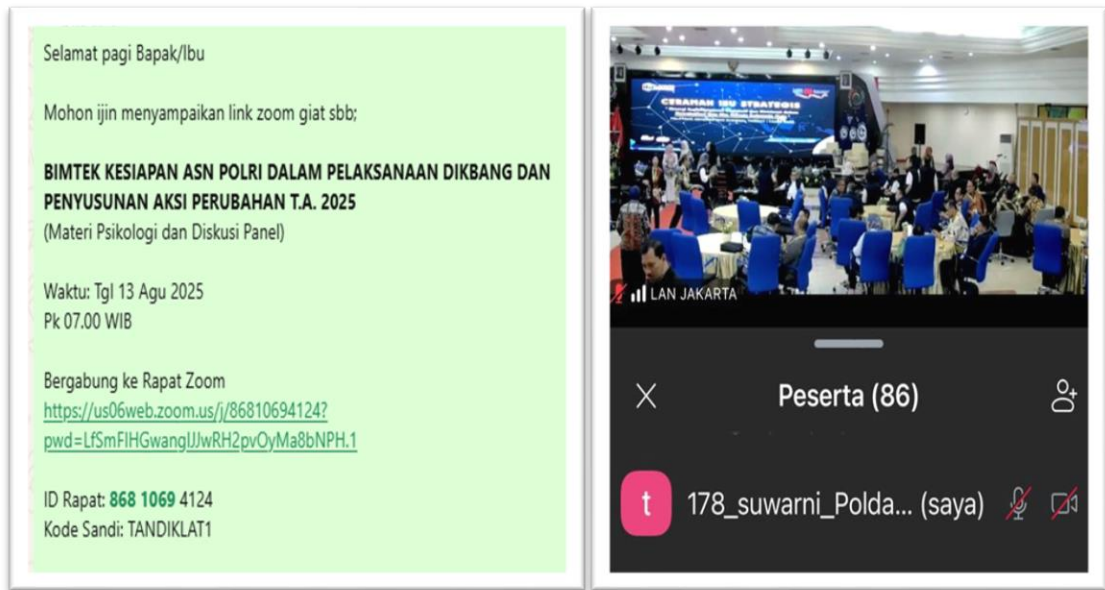 Selamat pagi Bapak/Ibu
Mohon ijin menyampaikan link zoom giat sbb;
BIMTEK KESIAPAN ASN POLRI DALAM PELAKSANAAN DIKBANG DAN
PENYUSUNAN AKSI PERUBAHAN T.A. 2025
(Materi Psikologi dan Diskusi Panel)
Waktu: Tgl 13 Agu 2025
Pk 07.00 WIB
Bergabung ke Rapat Zoom
https://us06web.zoom.us/j/86810694124?
pwd=LfSmFlHGwangIJJwRH2pvOyMa8bNPH.1
ID Rapat: 868 1069 4124
Kode Sandi: TANDIKLAT1
CERAMAH ISU STRATEGIS
LAN JAKARTA
Peserta (86)
t
178_suwarni_Polda... (saya)